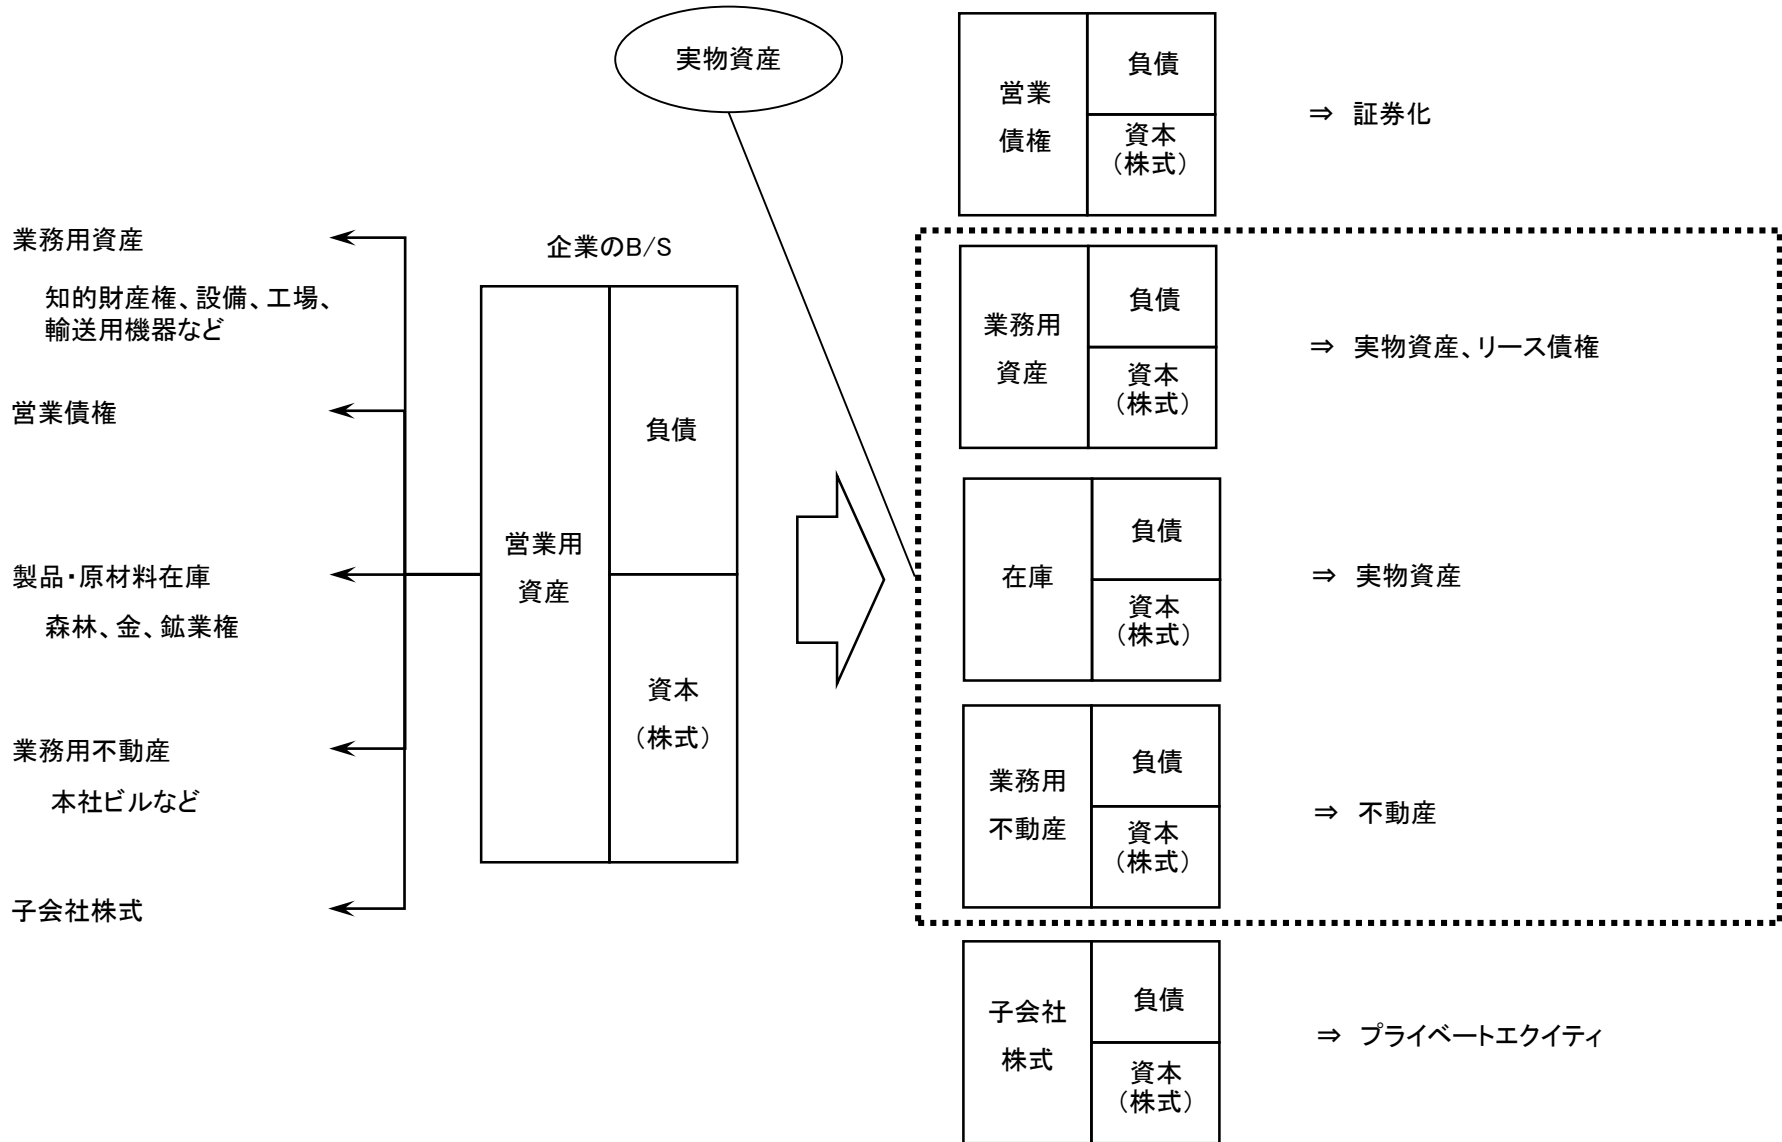 実物資産
業務用資産
知的財産権、設備、工場、
輸送用機器など
営業債権
製品・原材料在庫
森林、金、鉱業権
業務用不動産
本社ビルなど
子会社株式
企業のB/S
営業用
資産
負債
資本
（株式）
営業
債権
負債
資本
（株式）
⇒ 証券化
業務用
資産
負債
資本
（株式）
⇒ 実物資産、リース債権
在庫
負債
資本
（株式）
⇒ 実物資産
業務用
不動産
負債
資本
（株式）
⇒ 不動産
子会社
株式
負債
資本
（株式）
⇒ プライベートエクイティ